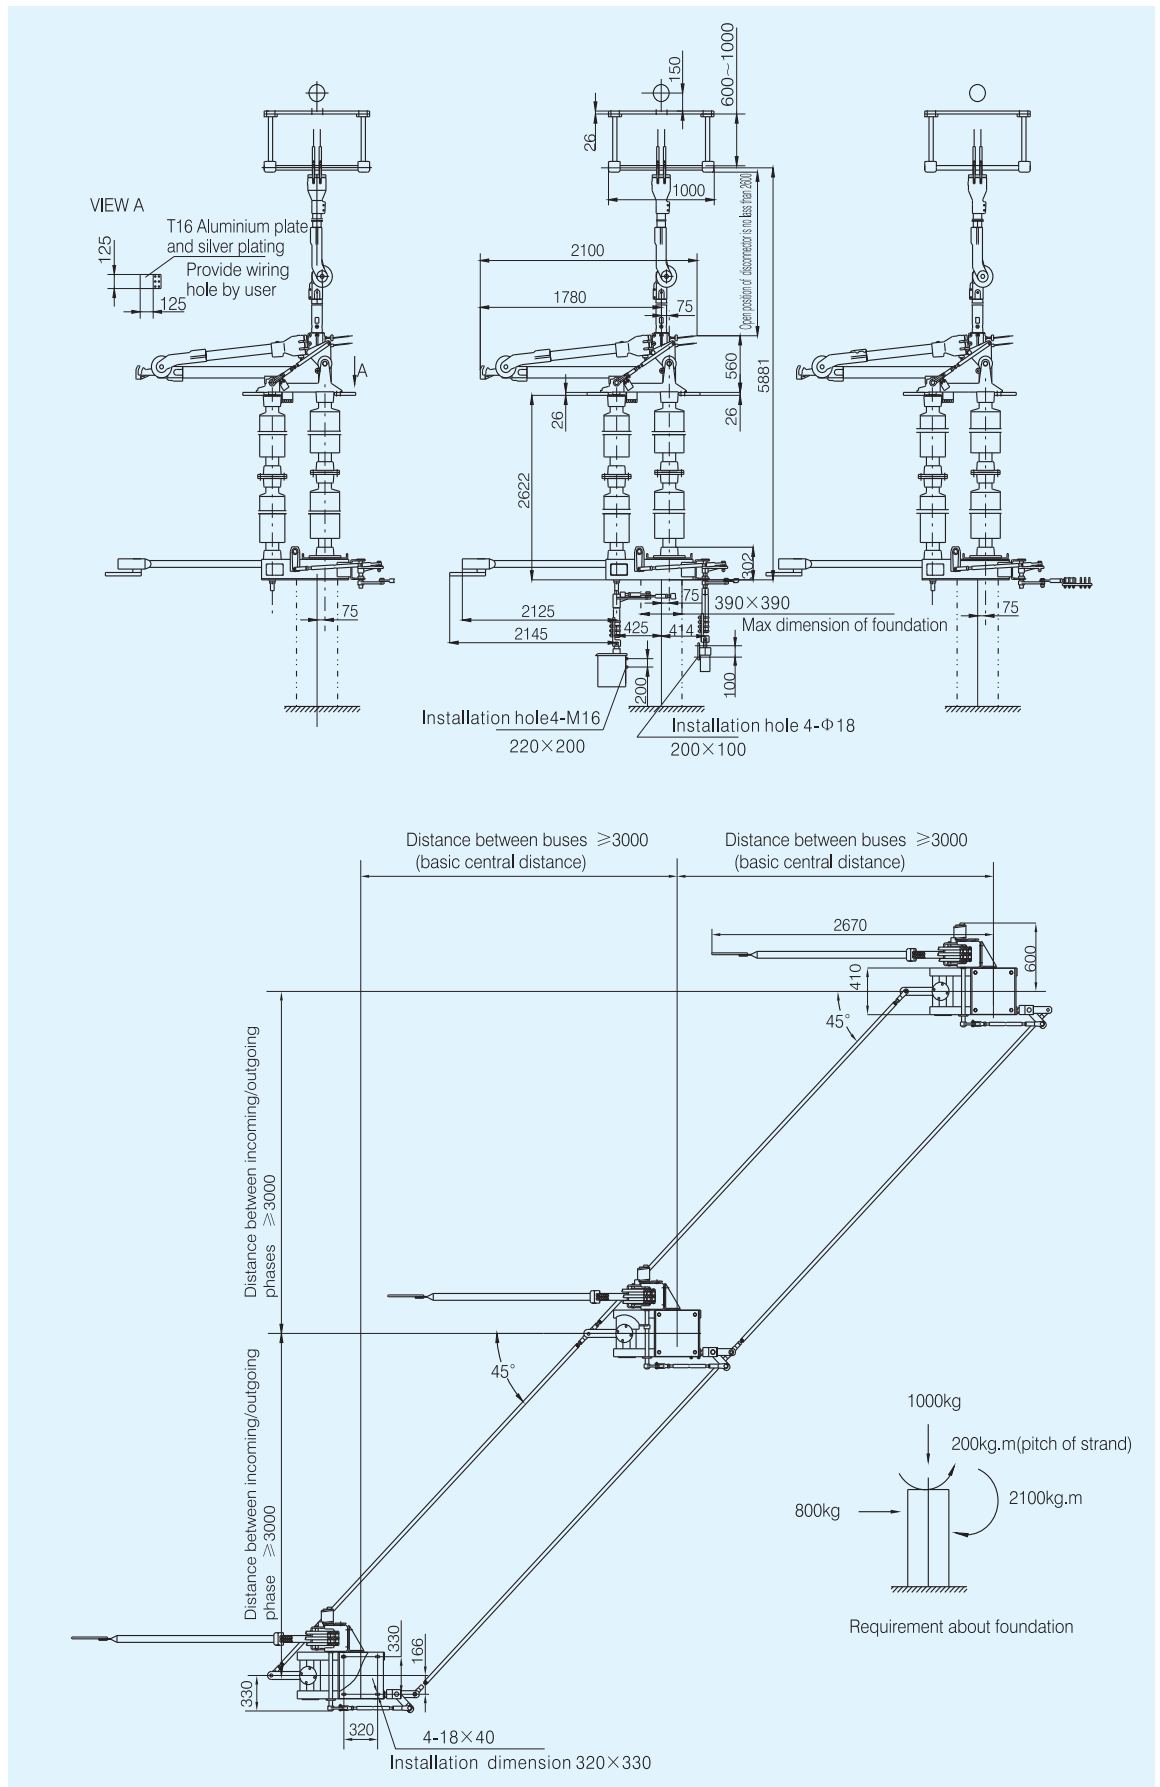 150
600~1000
26
1000
VIEW A
T16 Aluminium plate
and silver plating
Provide wiring
hole by user
125
125
2100
1780
75
Open position of disconnector is no lass than 2600
560
5881
A
26
26
2622
302
75
75
75
390×390
Max dimension of foundation
2125
2145
425
414
200
100
Installation hole4-M16
220×200
Installation hole 4-Φ18
200×100
Distance between buses ≥3000
(basic central distance)
Distance between buses ≥3000
(basic central distance)
2670
600
410
45°
Distance between incoming/outgoing
phases ≥3000
45°
Distance between incoming/outgoing
phase ≥3000
1000kg
200kg.m(pitch of strand)
2100kg.m
800kg
Requirement about foundation
330
166
330
320
4-18×40
Installation dimension 320×330